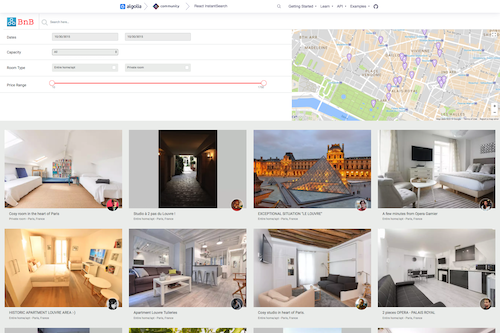 algolia
community
React InstantSearch
Getting Started
Learn
API
Examples
BnB
Search here...
Dates
Capacity
Room Type
Entire home/apt
Private room
Price Range
Cosy room in the heart of Paris
Private room · Paris, France
Studio à 2 pas du Louvre !
Entire home/apt · Paris, France
EXCEPTIONAL SITUATION "LE LOUVRE"
Entire home/apt · Paris, France
A few minutes from Opera Garnier
Entire home/apt · Paris, France
HISTORIC APARTMENT LOUVRE AREA
Entire home/apt · Paris, France
Apartment Louvre Tuileries
Entire home/apt · Paris, France
Cosy studio in heart of Paris
Entire home/apt · Paris, France
2 pieces OPERA - PALAIS ROYAL
Entire home/apt · Paris, France